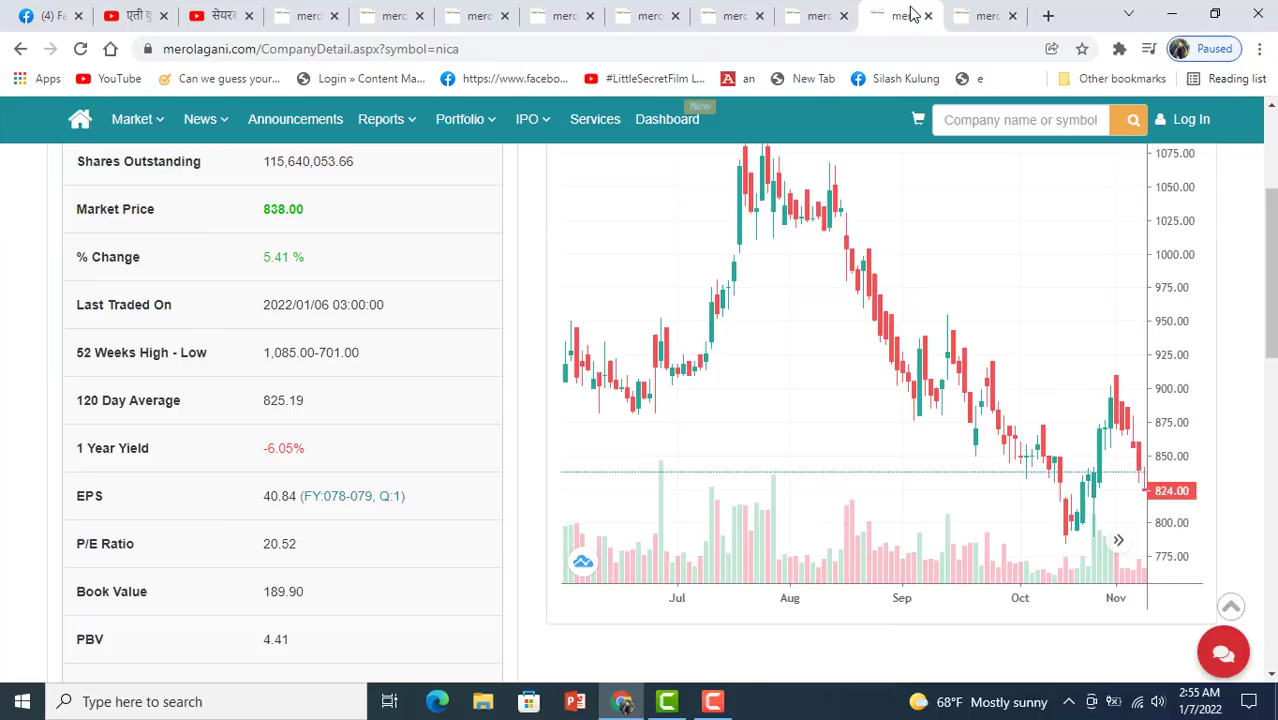 (4) Fa
एती कु
सेयर
merc
merc
merc
merc
merc
merc
merc
mer
merc
merolagani.com/CompanyDetail.aspx?symbol=nica
Paused
Apps
YouTube
Can we guess your...
Login » Content Ma...
https://www.facebo...
#LittleSecretFilm L...
an
New Tab
Silash Kulung
e
Other bookmarks
Reading list
New
Market
News
Announcements
Reports
Portfolio
IPO
Services
Dashboard
Company name or symbol
Log In
Shares Outstanding 115,640,053.66
Market Price 838.00
% Change 5.41 %
Last Traded On 2022/01/06 03:00:00
52 Weeks High - Low 1,085.00-701.00
120 Day Average 825.19
1 Year Yield -6.05%
EPS 40.84 (FY:078-079, Q:1)
P/E Ratio 20.52
Book Value 189.90
PBV 4.41
1075.00
1050.00
1025.00
1000.00
975.00
950.00
925.00
900.00
875.00
850.00
824.00
800.00
775.00
Jul Aug Sep Oct Nov
Type here to search
68°F Mostly sunny
2:55 AM
1/7/2022